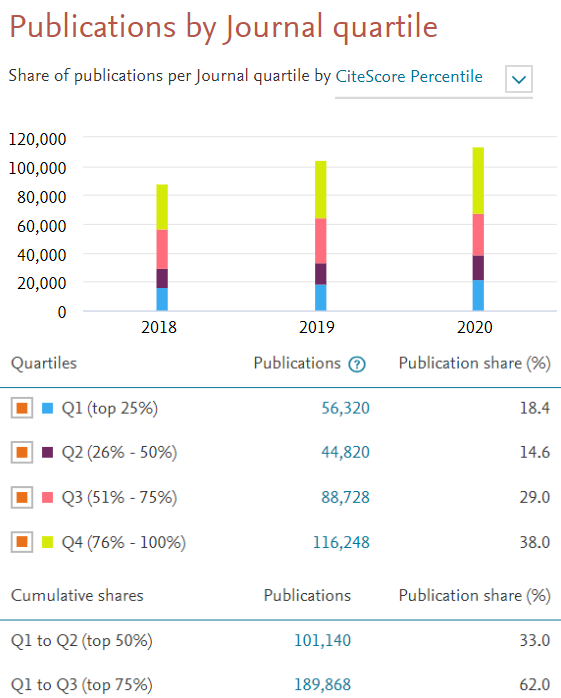 Publications by Journal quartile
Share of publications per Journal quartile by CiteScore Percentile
120,000
100,000
80,000
60,000
40,000
20,000
0
2018 2019 2020
Quartiles Publications ? Publication share (%)
Q1 (top 25%) 56,320 18.4
Q2 (26% - 50%) 44,820 14.6
Q3 (51% - 75%) 88,728 29.0
Q4 (76% - 100%) 116,248 38.0
Cumulative shares Publications Publication share (%)
Q1 to Q2 (top 50%) 101,140 33.0
Q1 to Q3 (top 75%) 189,868 62.0